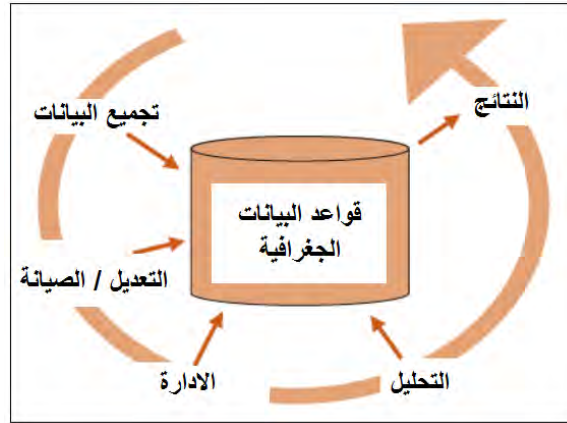 النتائج
تجميع البيانات
قواعد البيانات
الجغرافية
التعديل / الصيانة
الادارة
التحليل